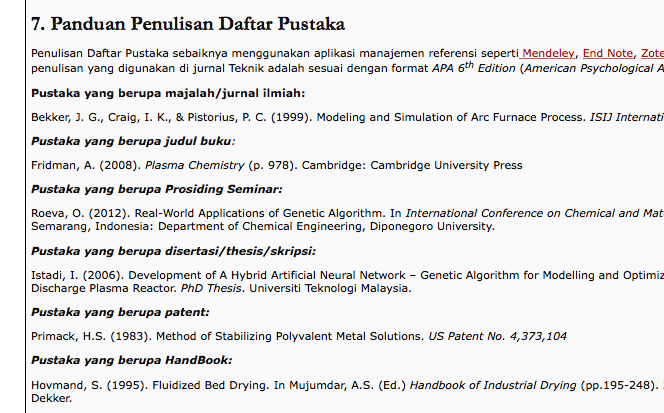 7. Panduan Penulisan Daftar Pustaka
Penulisan Daftar Pustaka sebaiknya menggunakan aplikasi manajemen referensi seperti Mendeley, End Note, Zote
penulisan yang digunakan di jurnal Teknik adalah sesuai dengan format APA 6th Edition (American Psychological A
Pustaka yang berupa majalah/jurnal ilmiah:
Bekker, J. G., Craig, I. K., & Pistorius, P. C. (1999). Modeling and Simulation of Arc Furnace Process. ISIJ Internati
Pustaka yang berupa judul buku:
Fridman, A. (2008). Plasma Chemistry (p. 978). Cambridge: Cambridge University Press
Pustaka yang berupa Prosiding Seminar:
Roeva, O. (2012). Real-World Applications of Genetic Algorithm. In International Conference on Chemical and Mat
Semarang, Indonesia: Department of Chemical Engineering, Diponegoro University.
Pustaka yang berupa disertasi/thesis/skripsi:
Istadi, I. (2006). Development of A Hybrid Artificial Neural Network – Genetic Algorithm for Modelling and Optimiz
Discharge Plasma Reactor. PhD Thesis. Universiti Teknologi Malaysia.
Pustaka yang berupa patent:
Primack, H.S. (1983). Method of Stabilizing Polyvalent Metal Solutions. US Patent No. 4,373,104
Pustaka yang berupa HandBook:
Hovmand, S. (1995). Fluidized Bed Drying. In Mujumdar, A.S. (Ed.) Handbook of Industrial Drying (pp.195-248).
Dekker.